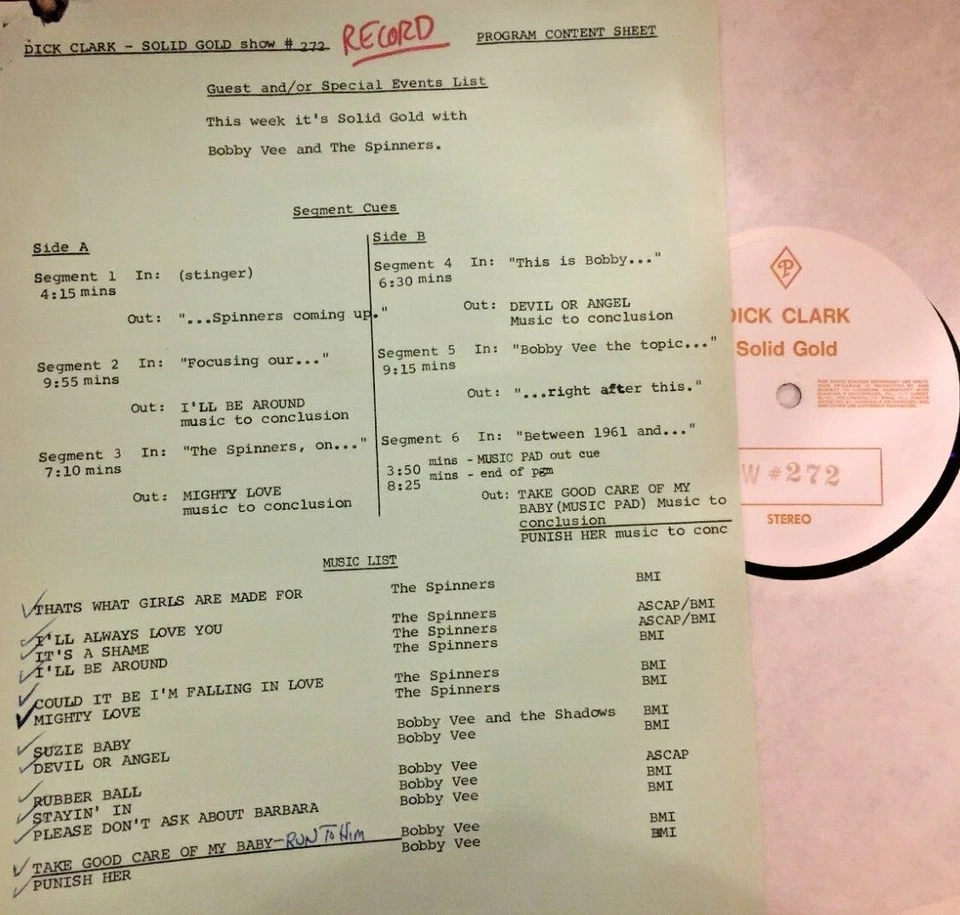 DICK CLARK - SOLID GOLD show # 272 RECORD PROGRAM CONTENT SHEET
Guest and/or Special Events List
This week it's Solid Gold with
Bobby Vee and The Spinners.
Segment Cues
Side A
Segment 1 In: (stinger)
4:15 mins
Out: "...Spinners coming up."
Segment 2 In: "Focusing our..."
9:55 mins
Out: I'LL BE AROUND
music to conclusion
Segment 3 In: "The Spinners, on..."
7:10 mins
Out: MIGHTY LOVE
music to conclusion
Side B
Segment 4 In: "This is Bobby..."
6:30 mins
Out: DEVIL OR ANGEL
Music to conclusion
Segment 5 In: "Bobby Vee the topic..."
9:15 mins
Out: "...right after this."
Segment 6 In: "Between 1961 and..."
3:50 mins - MUSIC PAD out cue
8:25 mins - end of pgm
Out: TAKE GOOD CARE OF MY
BABY(MUSIC PAD) Music to
conclusion
PUNISH HER music to conc
MUSIC LIST
THATS WHAT GIRLS ARE MADE FOR The Spinners BMI
I'LL ALWAYS LOVE YOU The Spinners ASCAP/BMI
IT'S A SHAME The Spinners ASCAP/BMI
I'LL BE AROUND The Spinners BMI
COULD IT BE I'M FALLING IN LOVE The Spinners BMI
MIGHTY LOVE The Spinners BMI
SUZIE BABY Bobby Vee and the Shadows BMI
DEVIL OR ANGEL Bobby Vee BMI
RUBBER BALL Bobby Vee ASCAP
STAYIN' IN Bobby Vee BMI
PLEASE DON'T ASK ABOUT BARBARA Bobby Vee BMI
TAKE GOOD CARE OF MY BABY-RUN TO HIM Bobby Vee BMI
PUNISH HER Bobby Vee BMI
P
DICK CLARK
Solid Gold
W #272
STEREO